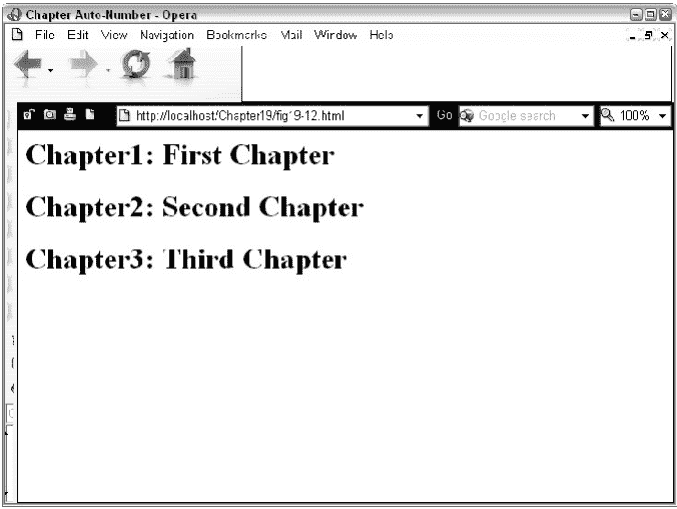 Chapter Auto-Number - Opera
File Edit View Navigation Bookmarks Mail Window Help
http://localhost/Chapter19/fig19-12.html Go Google search 100%
Chapter1: First Chapter
Chapter2: Second Chapter
Chapter3: Third Chapter